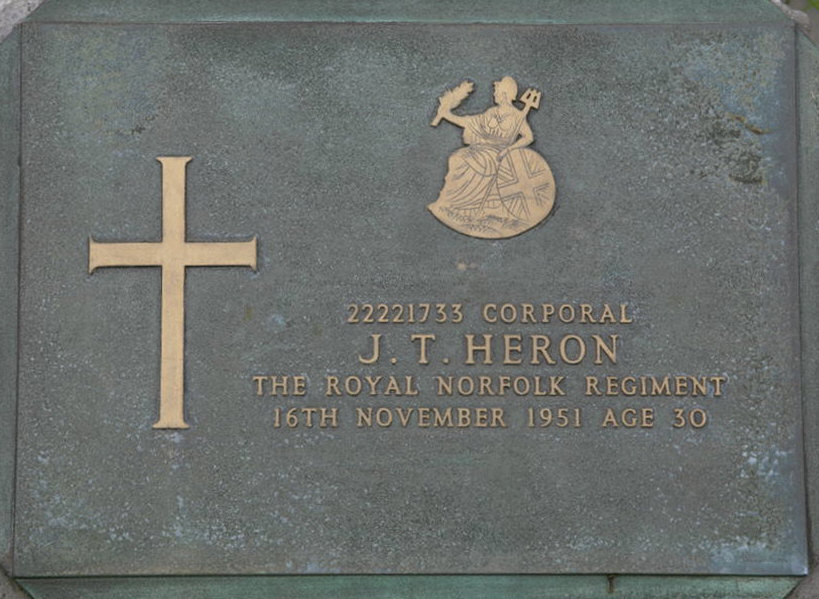 22221733 CORPORAL
J. T. HERON
THE ROYAL NORFOLK REGIMENT
16TH NOVEMBER 1951 AGE 30